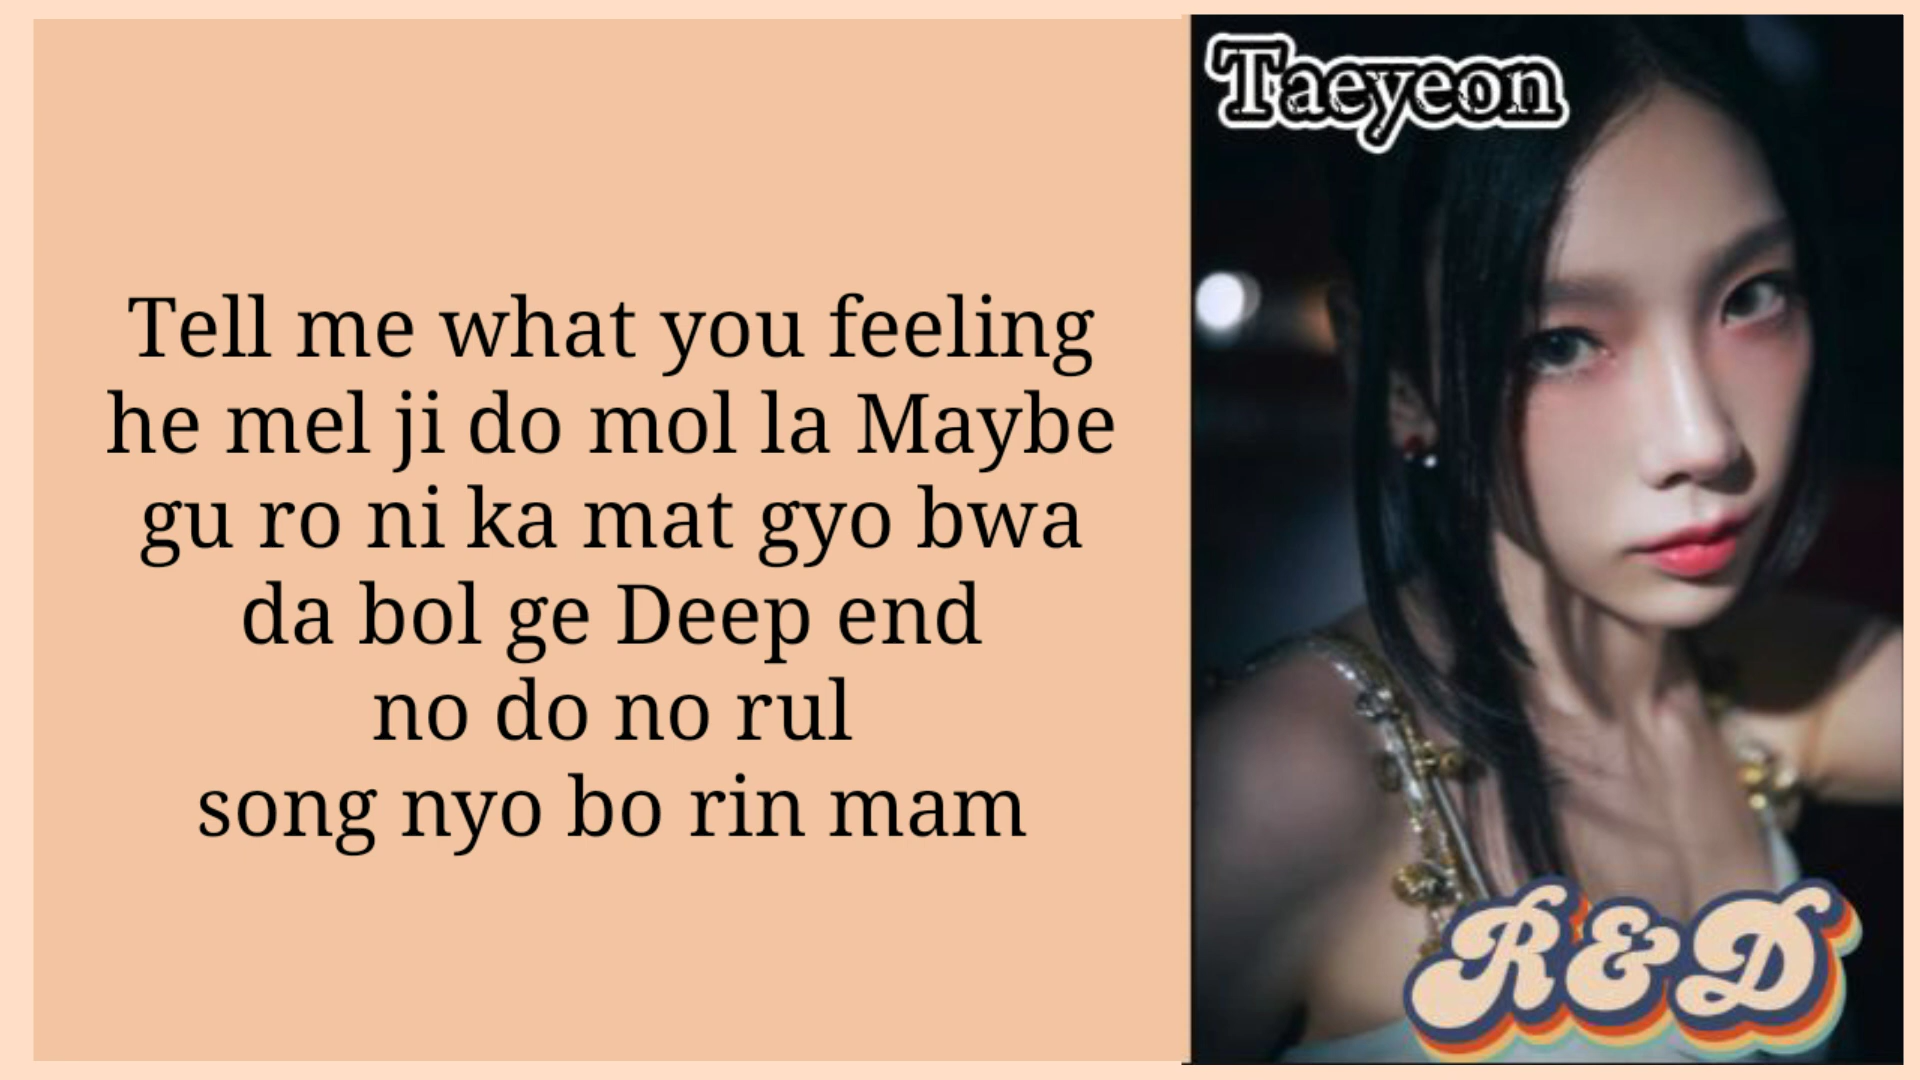 Tell me what you feeling
he mel ji do mol la Maybe
gu ro ni ka mat gyo bwa
da bol ge Deep end
no do no rul
song nyo bo rin mam
Taeyeon
R&D